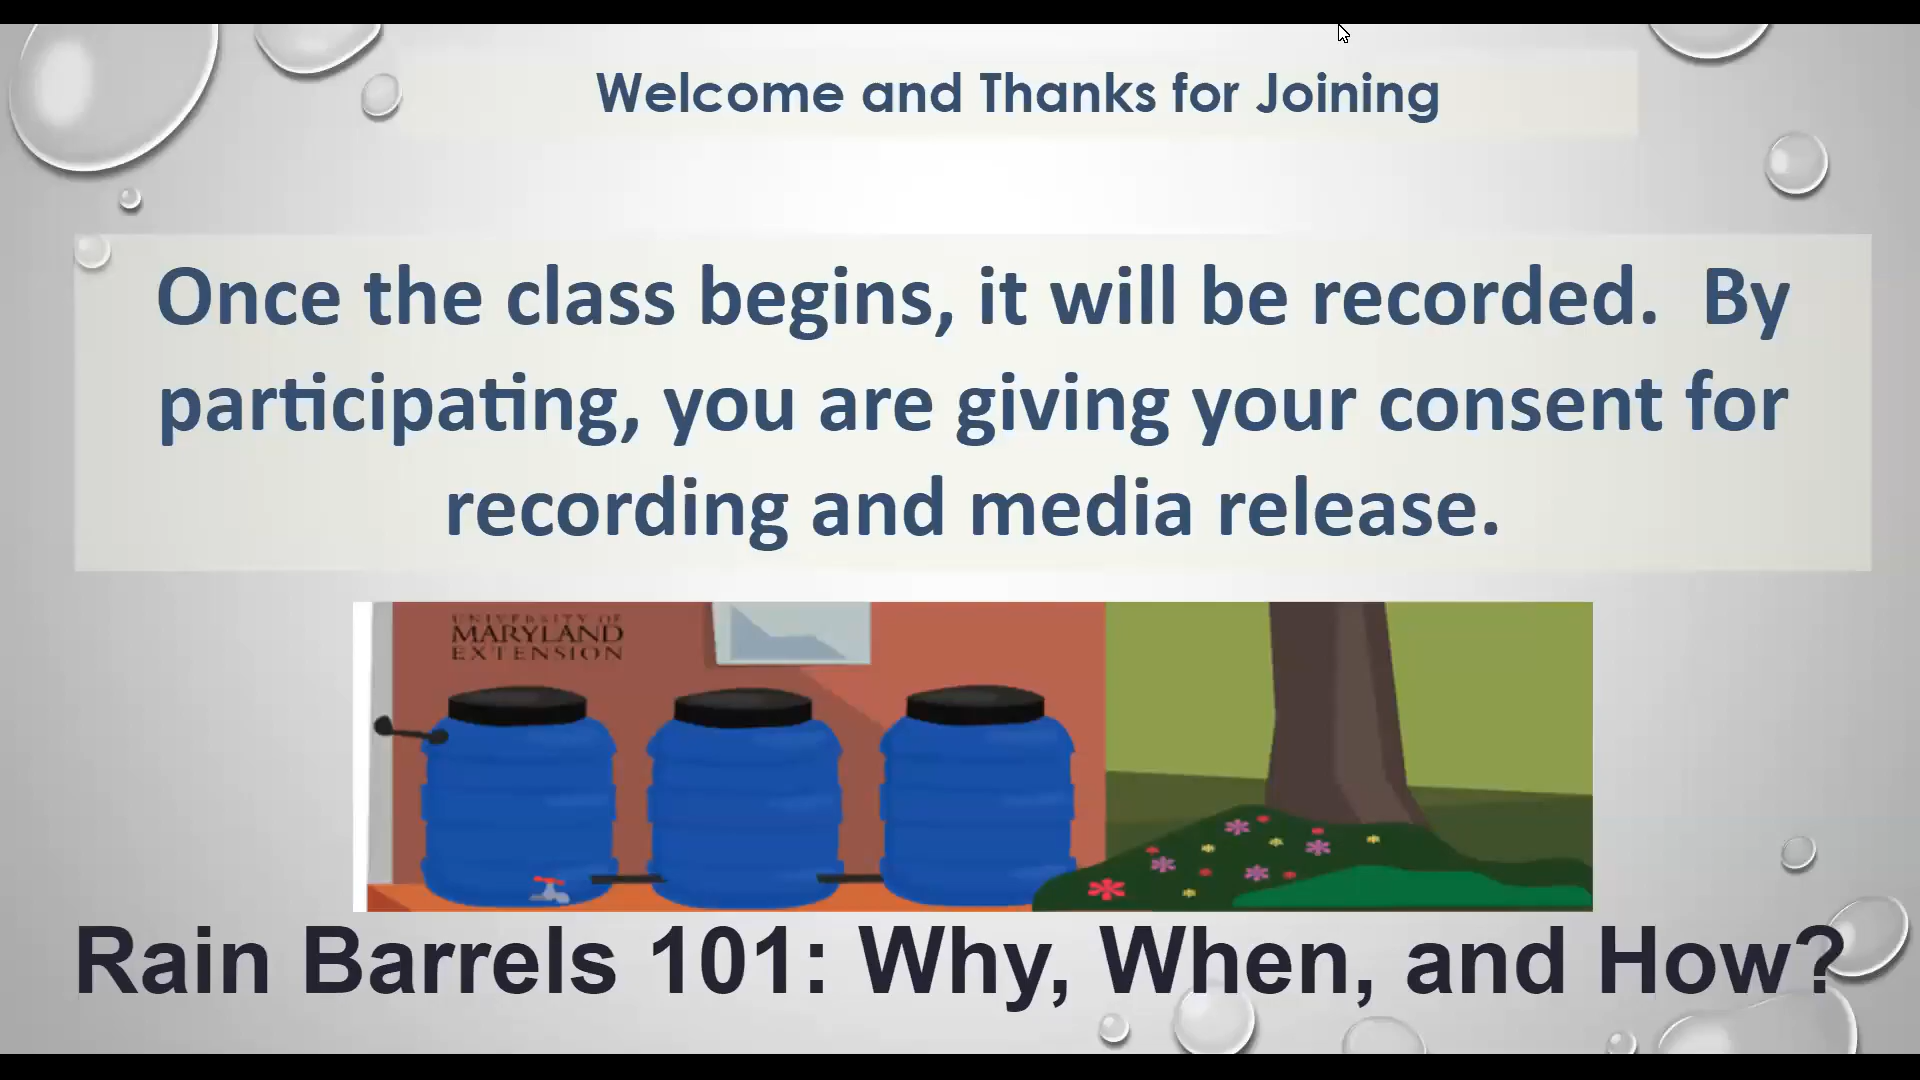 Welcome and Thanks for Joining
Once the class begins, it will be recorded.  By
participating, you are giving your consent for
recording and media release.
UNIVERSITY OF
MARYLAND
EXTENSION
Rain Barrels 101: Why, When, and How?